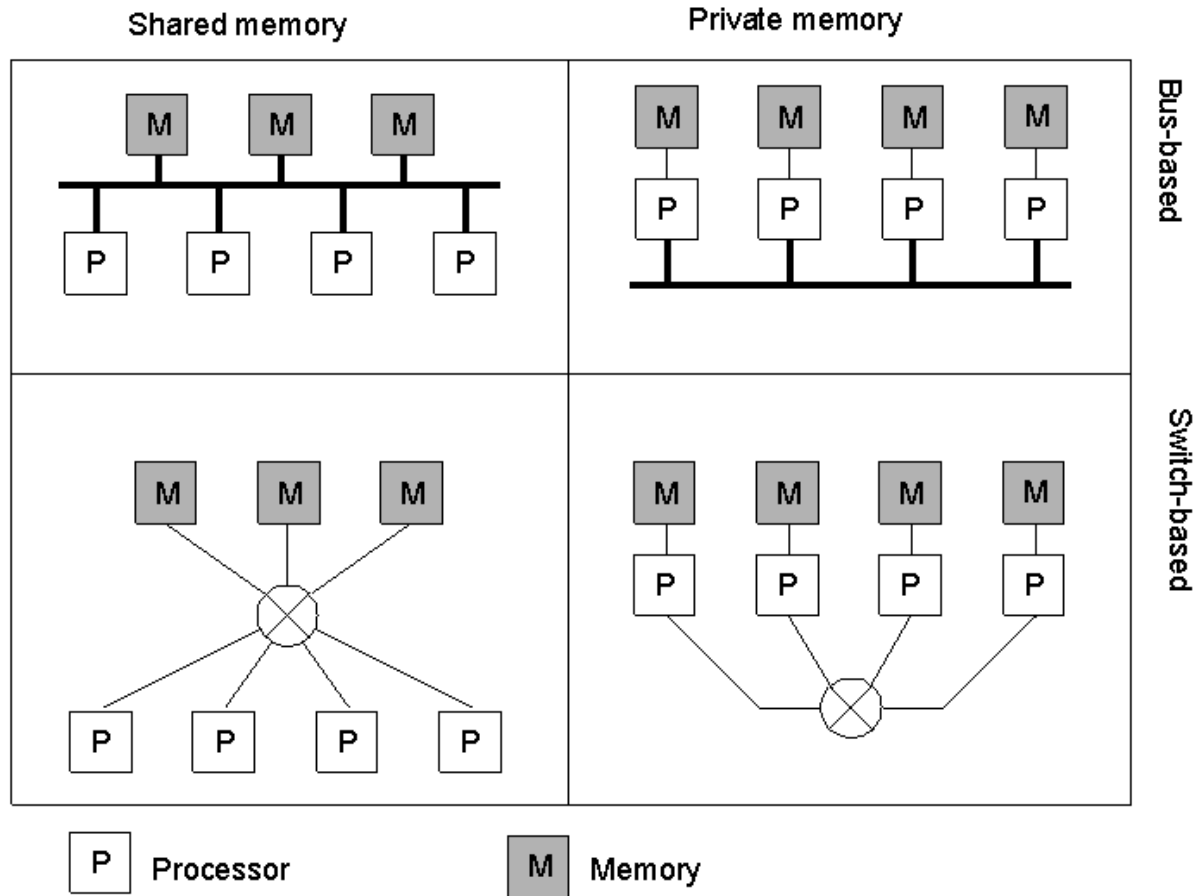 Shared memory
Private memory
M M M
P P P P
M M M M
P P P P
Bus-based
M M M
P P P P
M M M M
P P P P
Switch-based
P Processor
M Memory